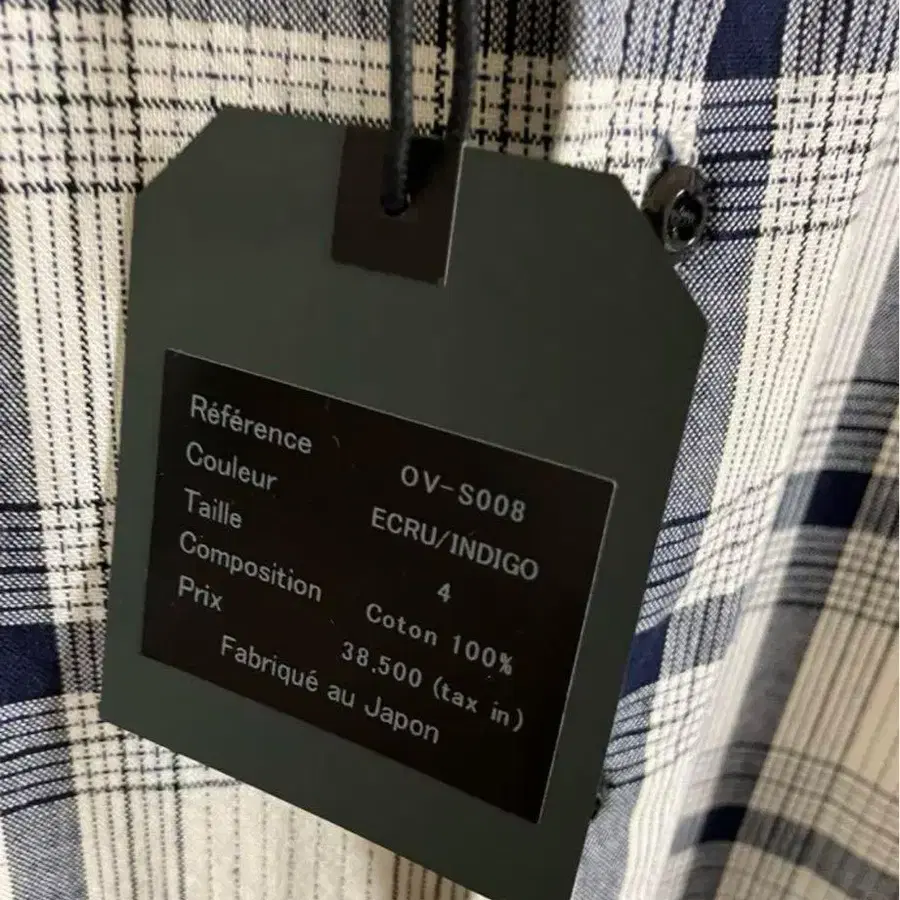 Référence OV-S008
Couleur ECRU/INDIGO
Taille 4
Composition Coton 100%
Prix 38.500 (tax in)
Fabriqué au Japon